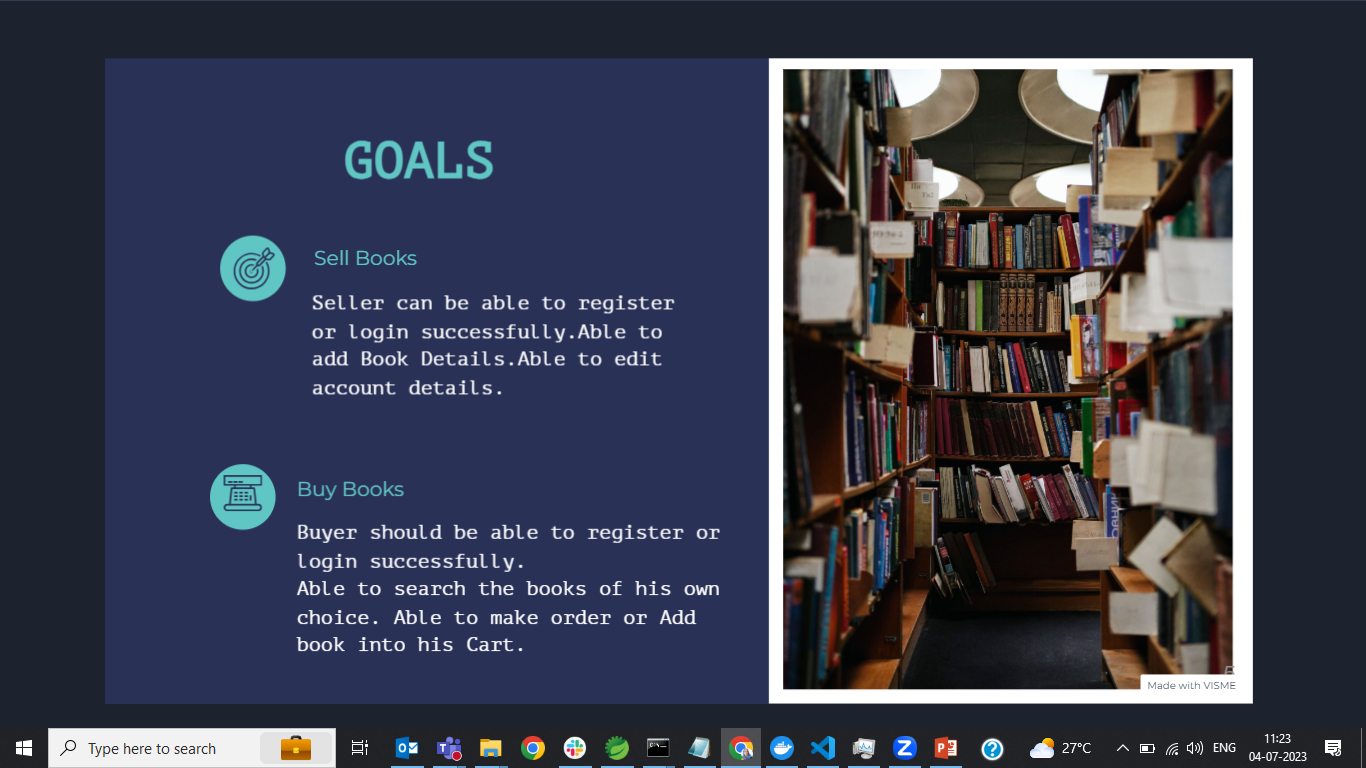 GOALS
Sell Books
Seller can be able to register
or login successfully.Able to
add Book Details.Able to edit
account details.
Buy Books
Buyer should be able to register or
login successfully.
Able to search the books of his own
choice. Able to make order or Add
book into his Cart.
Made with VISME
Type here to search
27°C
ENG
11:23
04-07-2023